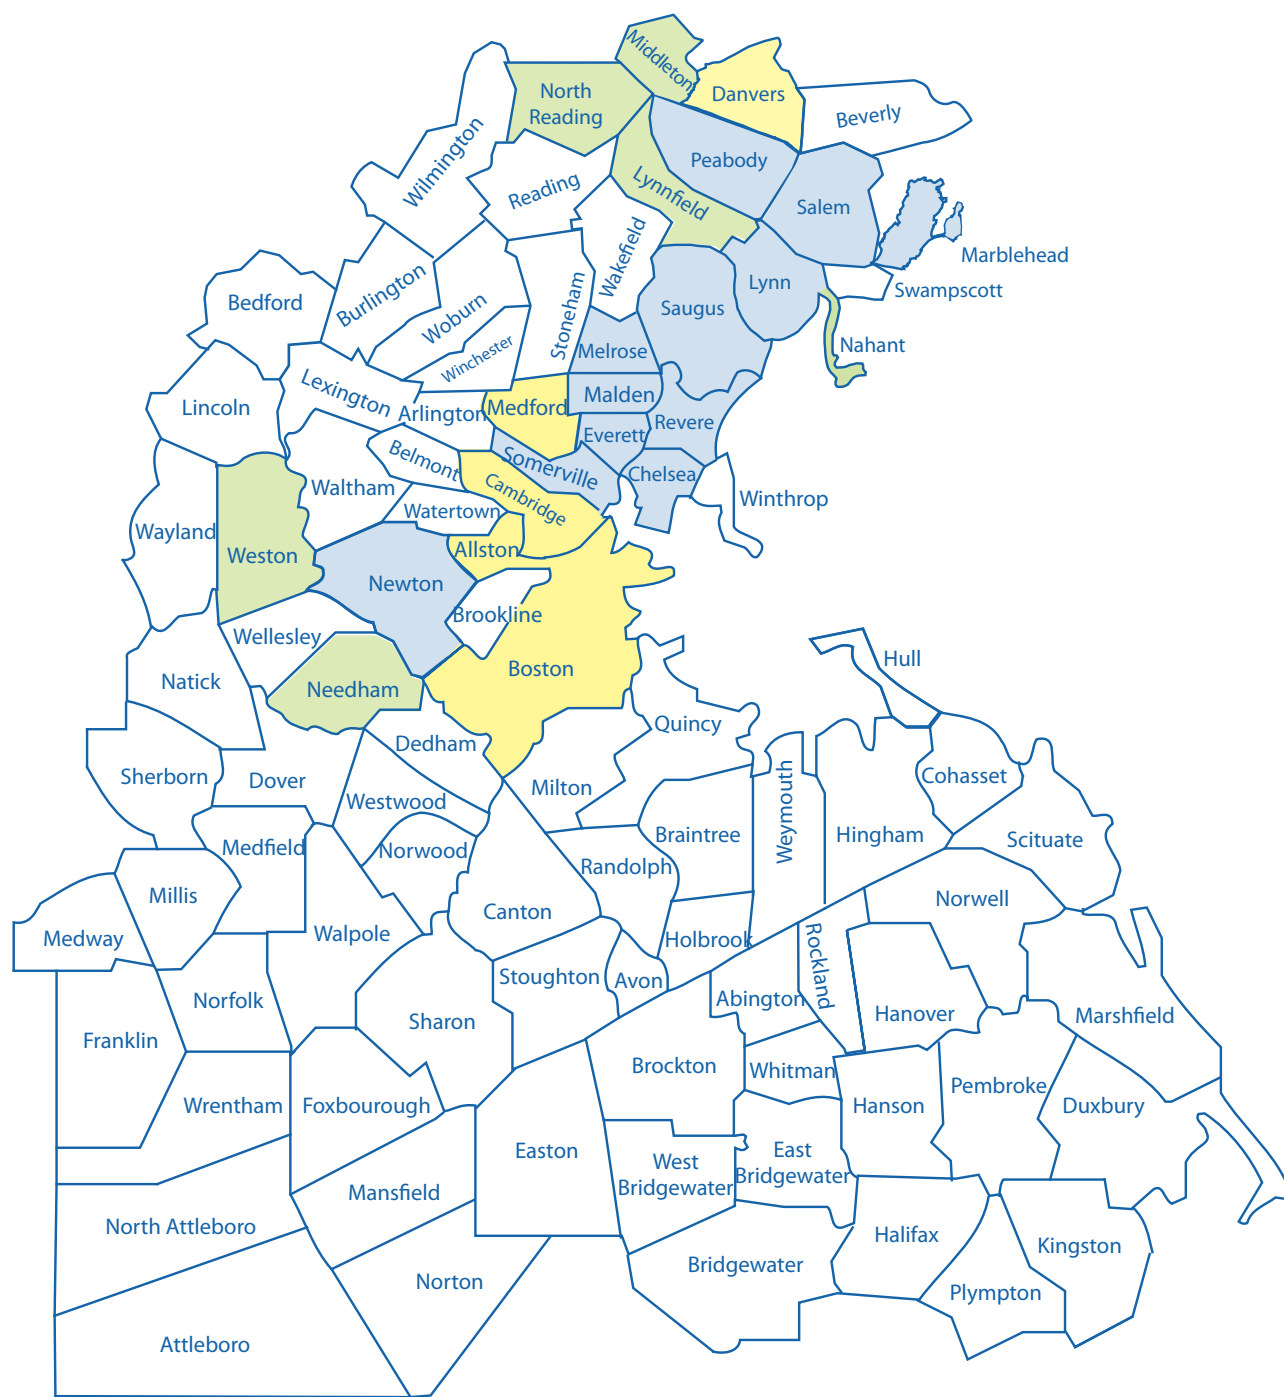 Middleton
North
Reading
Danvers
Beverly
Wilmington
Reading
Peabody
Lynnfield
Salem
Marblehead
Wakefield
Swampscott
Bedford
Burlington
Woburn
Winchester
Stoneham
Saugus
Lynn
Nahant
Melrose
Lincoln
Lexington
Arlington
Medford
Malden
Everett
Revere
Belmont
Somerville
Chelsea
Winthrop
Waltham
Watertown
Cambridge
Wayland
Weston
Allston
Newton
Brookline
Wellesley
Boston
Natick
Needham
Hull
Quincy
Dedham
Sherborn
Dover
Westwood
Milton
Cohasset
Weymouth
Medfield
Norwood
Randolph
Braintree
Hingham
Scituate
Millis
Medway
Walpole
Canton
Holbrook
Norwell
Rockland
Norfolk
Stoughton
Avon
Abington
Hanover
Marshfield
Franklin
Sharon
Brockton
Whitman
Wrentham
Foxbourough
Hanson
Pembroke
Duxbury
Easton
West
Bridgewater
East
Bridgewater
Mansfield
North Attleboro
Halifax
Kingston
Norton
Bridgewater
Plympton
Attleboro